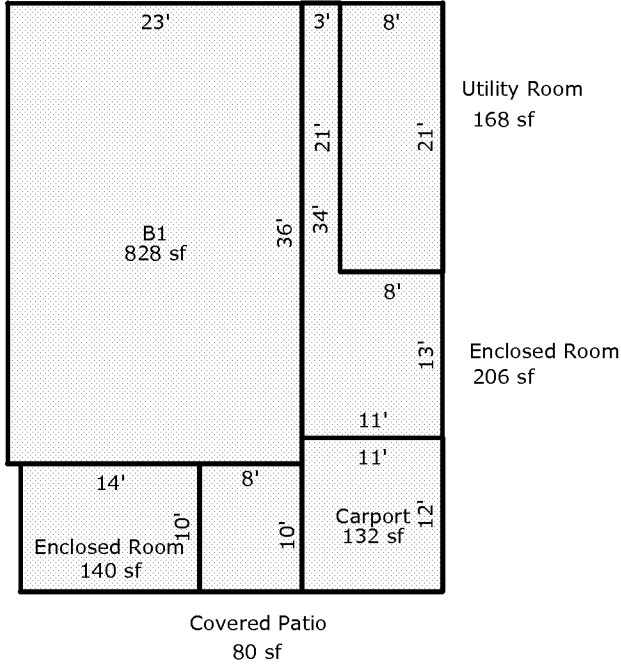 23'
3'
8'
Utility Room
168 sf
21'
21'
B1
828 sf
36'
34'
8'
Enclosed Room
206 sf
13'
11'
11'
14'
8'
Carport
132 sf
12'
10'
10'
Enclosed Room
140 sf
Covered Patio
80 sf